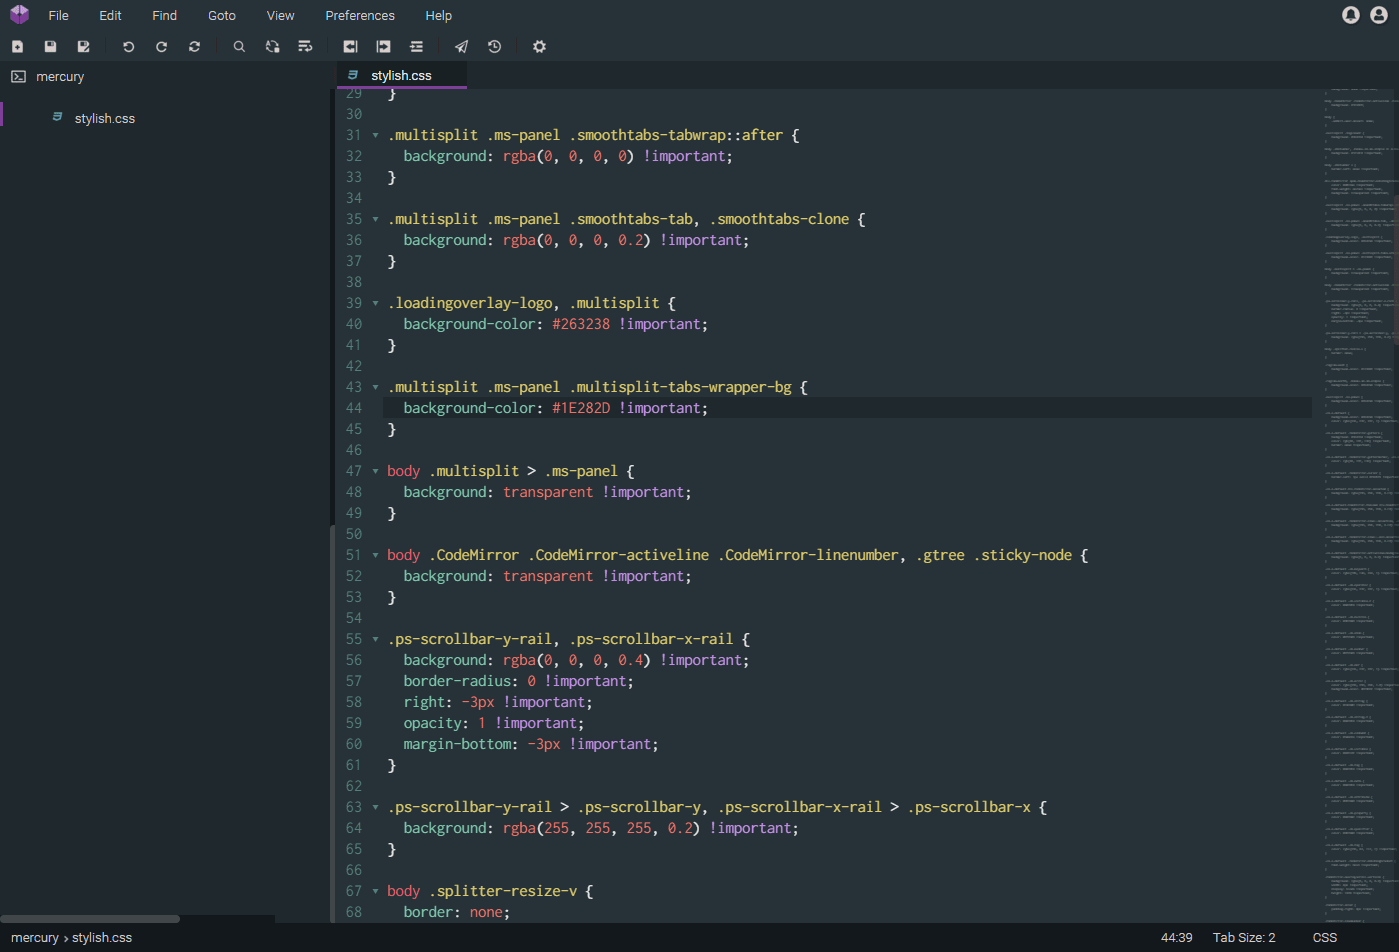 File Edit Find Goto View Preferences Help
mercury
stylish.css
stylish.css
29 }
30
31 .multisplit .ms-panel .smoothtabs-tabwrap::after {
32 background: rgba(0, 0, 0, 0) !important;
33 }
34
35 .multisplit .ms-panel .smoothtabs-tab, .smoothtabs-clone {
36 background: rgba(0, 0, 0, 0.2) !important;
37 }
38
39 .loadingoverlay-logo, .multisplit {
40 background-color: #263238 !important;
41 }
42
43 .multisplit .ms-panel .multisplit-tabs-wrapper-bg {
44 background-color: #1E282D !important;
45 }
46
47 body .multisplit > .ms-panel {
48 background: transparent !important;
49 }
50
51 body .CodeMirror .CodeMirror-activeline .CodeMirror-linenumber, .gtree .sticky-node {
52 background: transparent !important;
53 }
54
55 .ps-scrollbar-y-rail, .ps-scrollbar-x-rail {
56 background: rgba(0, 0, 0, 0.4) !important;
57 border-radius: 0 !important;
58 right: -3px !important;
59 opacity: 1 !important;
60 margin-bottom: -3px !important;
61 }
62
63 .ps-scrollbar-y-rail > .ps-scrollbar-y, .ps-scrollbar-x-rail > .ps-scrollbar-x {
64 background: rgba(255, 255, 255, 0.2) !important;
65 }
66
67 body .splitter-resize-v {
68 border: none;
mercury › stylish.css 44:39 Tab Size: 2 CSS